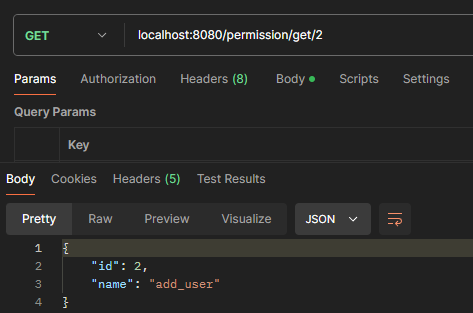 GET localhost:8080/permission/get/2
Params Authorization Headers (8) Body Scripts Settings
Query Params
Key
Body Cookies Headers (5) Test Results
Pretty Raw Preview Visualize JSON
1 {
2 "id": 2,
3 "name": "add_user"
4 }